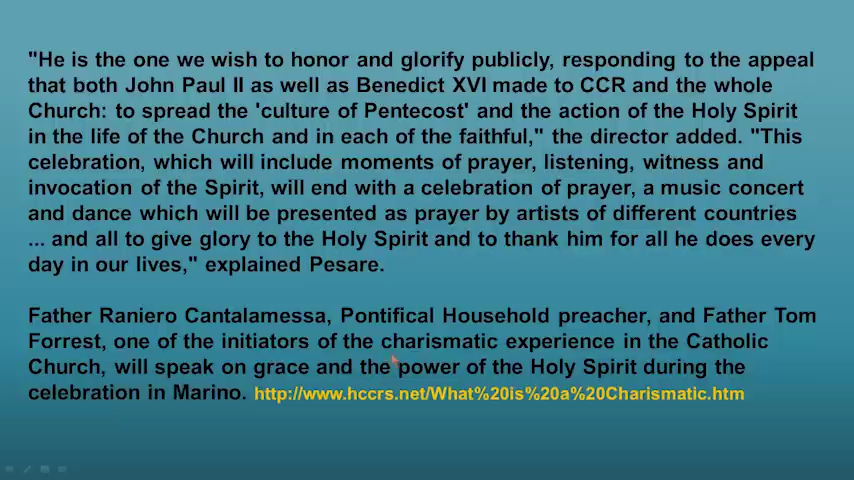 "He is the one we wish to honor and glorify publicly, responding to the appeal
that both John Paul II as well as Benedict XVI made to CCR and the whole
Church: to spread the 'culture of Pentecost' and the action of the Holy Spirit
in the life of the Church and in each of the faithful," the director added. "This
celebration, which will include moments of prayer, listening, witness and
invocation of the Spirit, will end with a celebration of prayer, a music concert
and dance which will be presented as prayer by artists of different countries
... and all to give glory to the Holy Spirit and to thank him for all he does every
day in our lives," explained Pesare.
Father Raniero Cantalamessa, Pontifical Household preacher, and Father Tom
Forrest, one of the initiators of the charismatic experience in the Catholic
Church, will speak on grace and the power of the Holy Spirit during the
celebration in Marino. http://www.hccrs.net/What%20is%20a%20Charismatic.htm